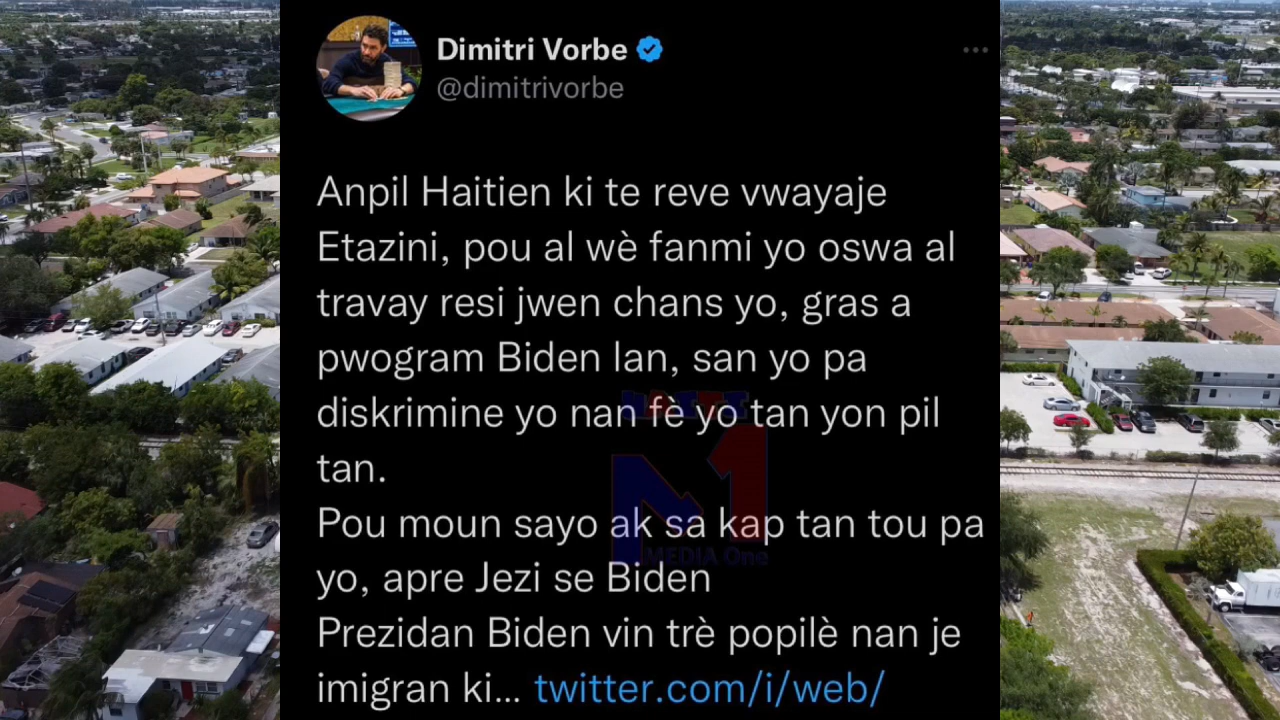 Dimitri Vorbe
@dimitrivorbe
Anpil Haitien ki te reve vwayaje
Etazini, pou al wè fanmi yo oswa al
travay resi jwen chans yo, gras a
pwogram Biden lan, san yo pa
diskrimine yo nan fè yo tan yon pil
tan.
Pou moun sayo ak sa kap tan tou pa
yo, apre Jezi se Biden
Prezidan Biden vin trè popilè nan je
imigran ki... twitter.com/i/web/
MEDIA One